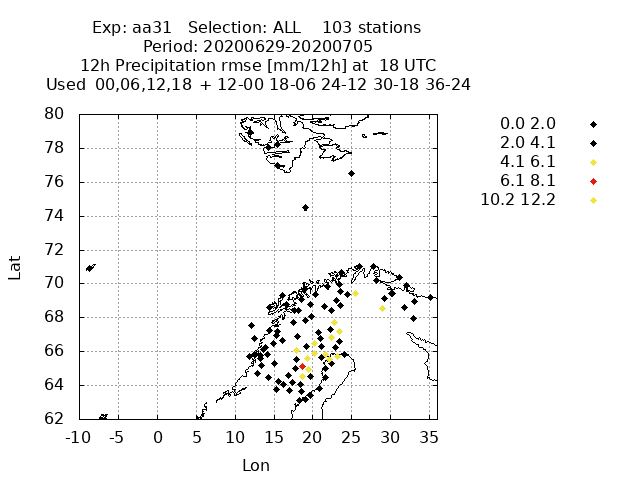 Exp: aa31   Selection: ALL    103 stations
Period: 20200629-20200705
12h Precipitation rmse [mm/12h] at  18 UTC
Used  00,06,12,18  + 12-00 18-06 24-12 30-18 36-24
0.0 2.0
2.0 4.1
4.1 6.1
6.1 8.1
10.2 12.2
80
78
76
74
72
70
68
66
64
62
Lat
-10 -5 0 5 10 15 20 25 30 35
Lon